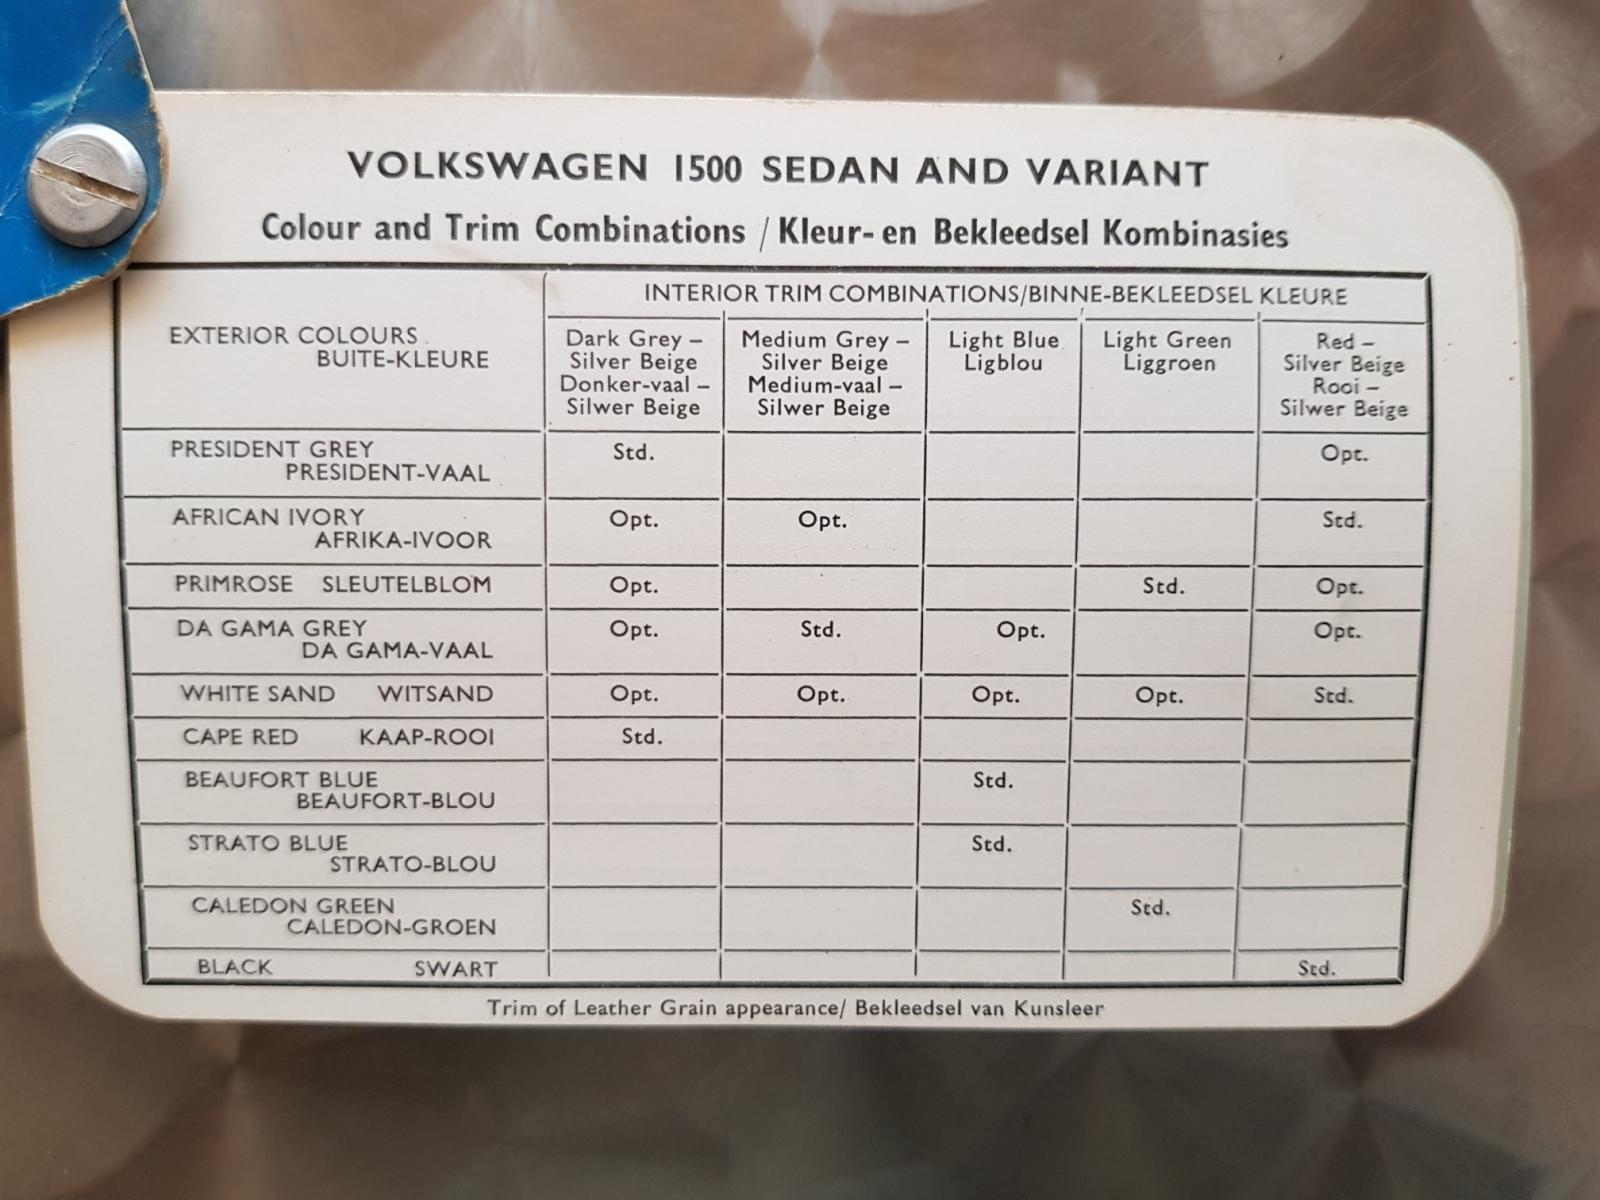 VOLKSWAGEN 1500 SEDAN AND VARIANT
Colour and Trim Combinations / Kleur- en Bekleedsel Kombinasies
INTERIOR TRIM COMBINATIONS/BINNE-BEKLEEDSEL KLEURE
EXTERIOR COLOURS
BUITE-KLEURE
Dark Grey –
Silver Beige
Donker-vaal –
Silwer Beige
Medium Grey –
Silver Beige
Medium-vaal –
Silwer Beige
Light Blue
Ligblou
Light Green
Liggroen
Red –
Silver Beige
Rooi –
Silwer Beige
PRESIDENT GREY Std. Opt.
PRESIDENT-VAAL
AFRICAN IVORY Opt. Opt. Std.
AFRIKA-IVOOR
PRIMROSE SLEUTELBLOM Opt. Std. Opt.
DA GAMA GREY Opt. Std. Opt. Opt.
DA GAMA-VAAL
WHITE SAND WITSAND Opt. Opt. Opt. Opt. Std.
CAPE RED KAAP-ROOI Std.
BEAUFORT BLUE Std.
BEAUFORT-BLOU
STRATO BLUE Std.
STRATO-BLOU
CALEDON GREEN Std.
CALEDON-GROEN
BLACK SWART Std.
Trim of Leather Grain appearance/ Bekleedsel van Kunsleer